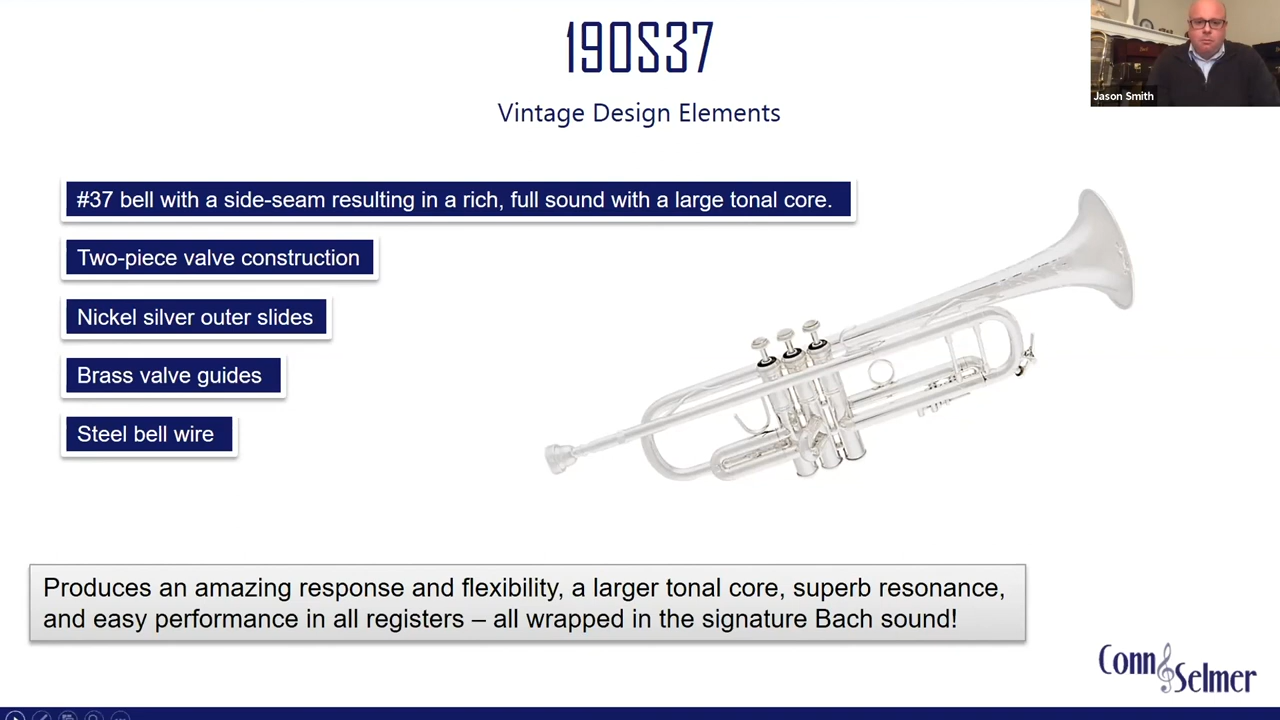 190S37
Vintage Design Elements
Jason Smith
#37 bell with a side-seam resulting in a rich, full sound with a large tonal core.
Two-piece valve construction
Nickel silver outer slides
Brass valve guides
Steel bell wire
Produces an amazing response and flexibility, a larger tonal core, superb resonance,
and easy performance in all registers – all wrapped in the signature Bach sound!
Conn
Selmer